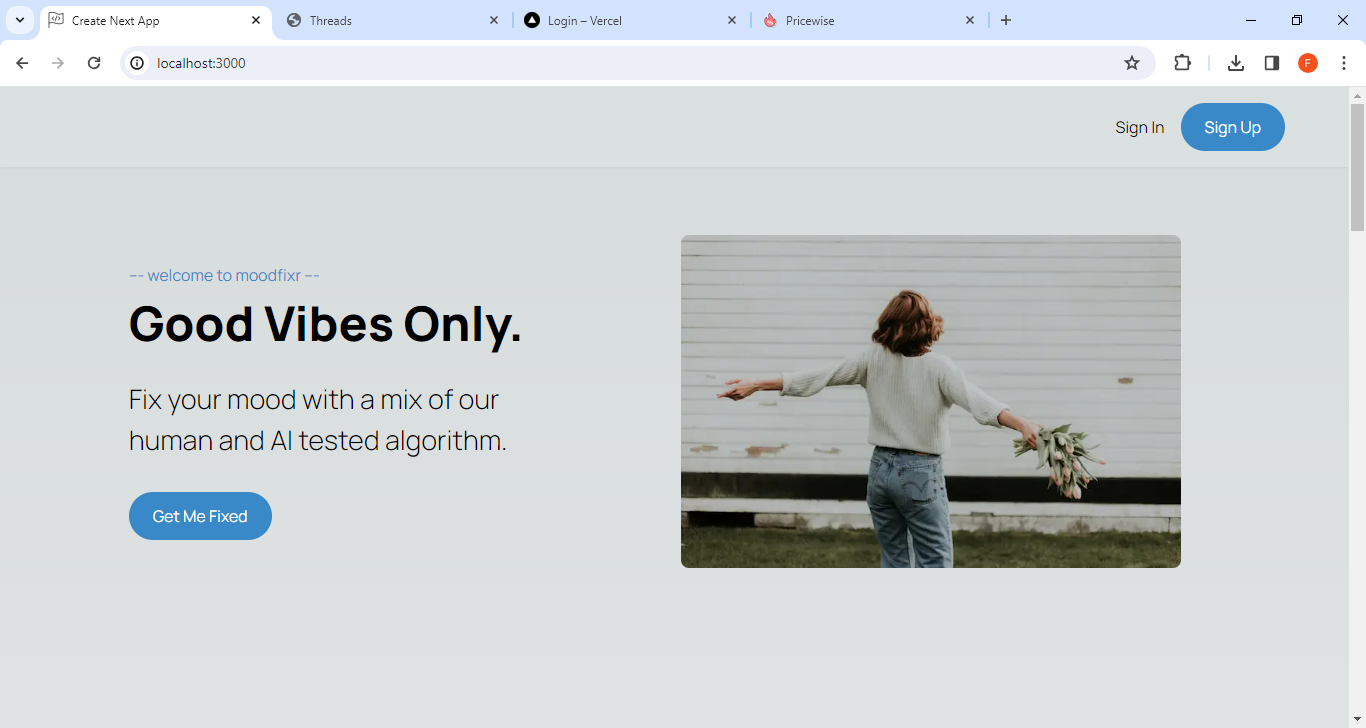 Create Next App
Threads
Login – Vercel
Pricewise
localhost:3000
F
Sign In
Sign Up
–- welcome to moodfixr –-
Good Vibes Only.
Fix your mood with a mix of our
human and AI tested algorithm.
Get Me Fixed